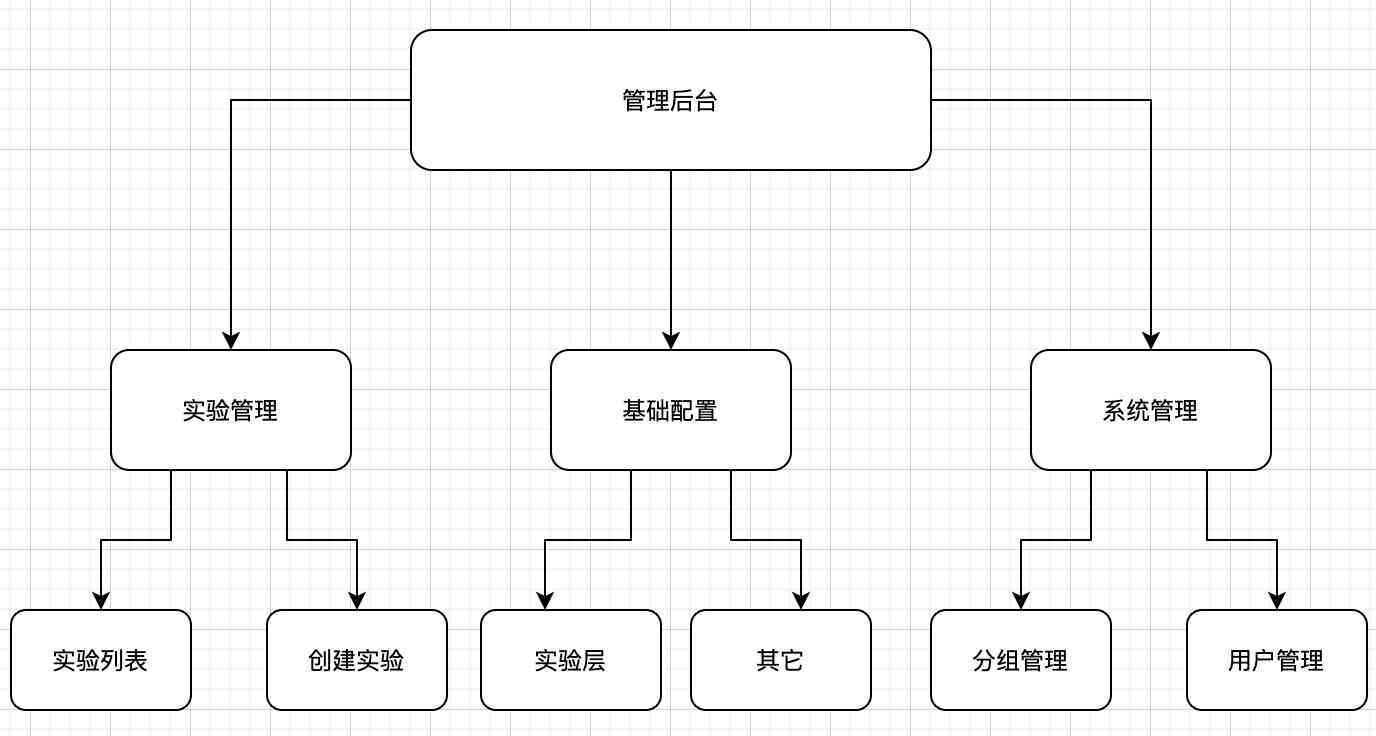 管理后台
实验管理
基础配置
系统管理
实验列表
创建实验
实验层
其它
分组管理
用户管理